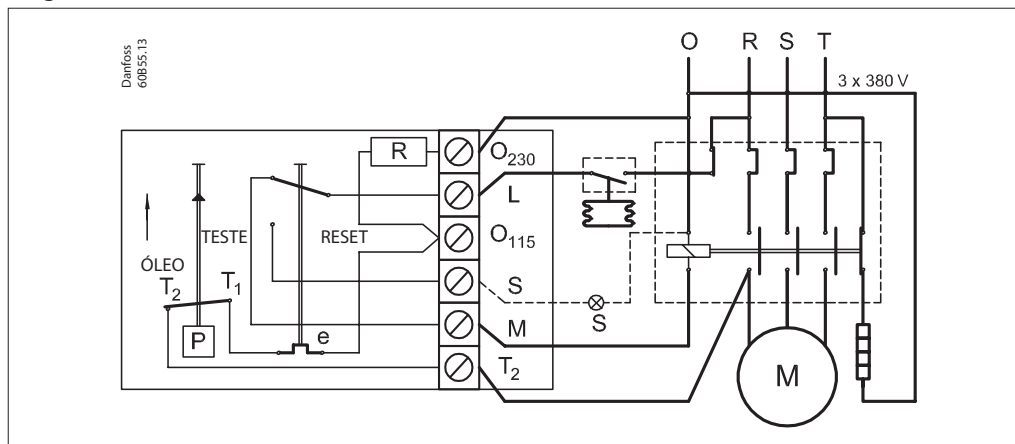 Danfoss
60B55.13
O R S T
3 x 380 V
R
O230
L
TESTE RESET
O115
ÓLEO
T2 T1
S
S
P
e
M
T2
M